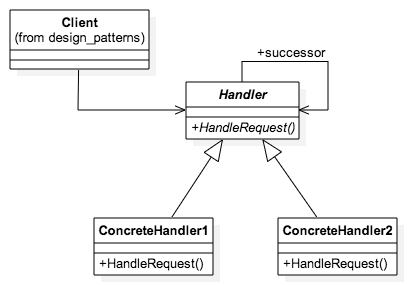 Client
(from design_patterns)
+successor
Handler
+HandleRequest()
ConcreteHandler1
+HandleRequest()
ConcreteHandler2
+HandleRequest()